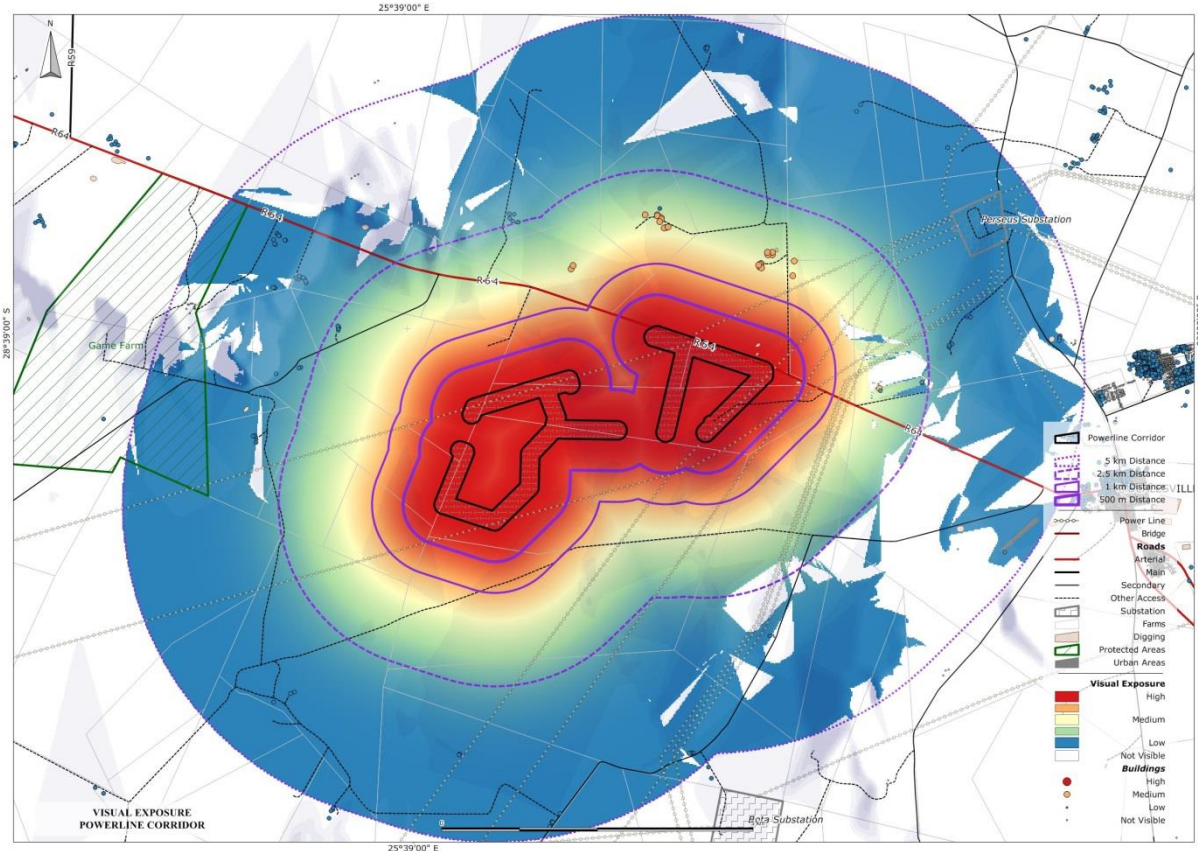 25°39'00" E
N
R59
R64
R64
Perseus Substation
R64
28°39'00" S
Game Farm
R64
R64
Powerline Corridor
5 km Distance
2.5 km Distance
1 km Distance
500 m Distance
Power Line
Bridge
Roads
Arterial
Main
Secondary
Other Access
Substation
Farms
Digging
Protected Areas
Urban Areas
Visual Exposure
High
Medium
Low
Not Visible
Buildings
High
Medium
Low
Not Visible
VISUAL EXPOSURE
POWERLINE CORRIDOR
0
Beta Substation
25°39'00" E